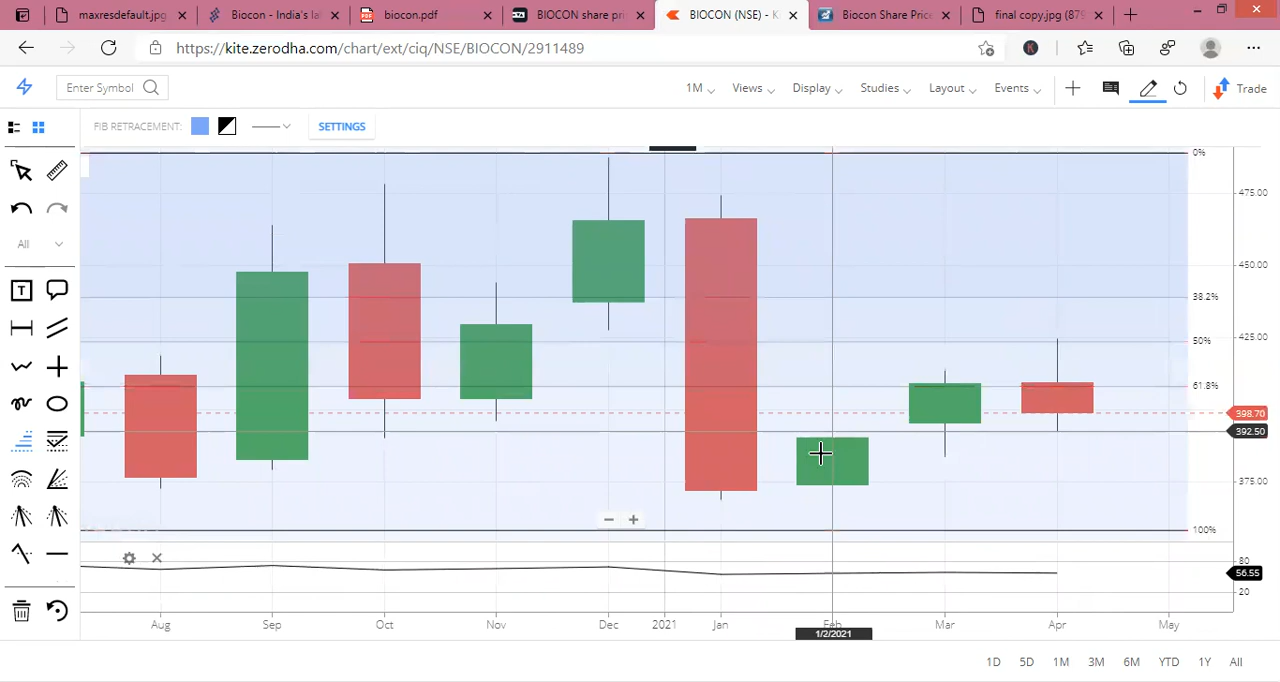 maxresdefault.jpg
Biocon - India's la
biocon.pdf
BIOCON share pri
BIOCON (NSE) - K
Biocon Share Price
final copy.jpg (879
https://kite.zerodha.com/chart/ext/ciq/NSE/BIOCON/2911489
Enter Symbol
1M
Views
Display
Studies
Layout
Events
Trade
FIB RETRACEMENT:
SETTINGS
All
T
0%
475.00
450.00
38.2%
425.00
50%
61.8%
398.70
392.50
375.00
100%
80
56.55
20
Aug
Sep
Oct
Nov
Dec
2021
Jan
Feb
Mar
Apr
May
1/2/2021
1D
5D
1M
3M
6M
YTD
1Y
All